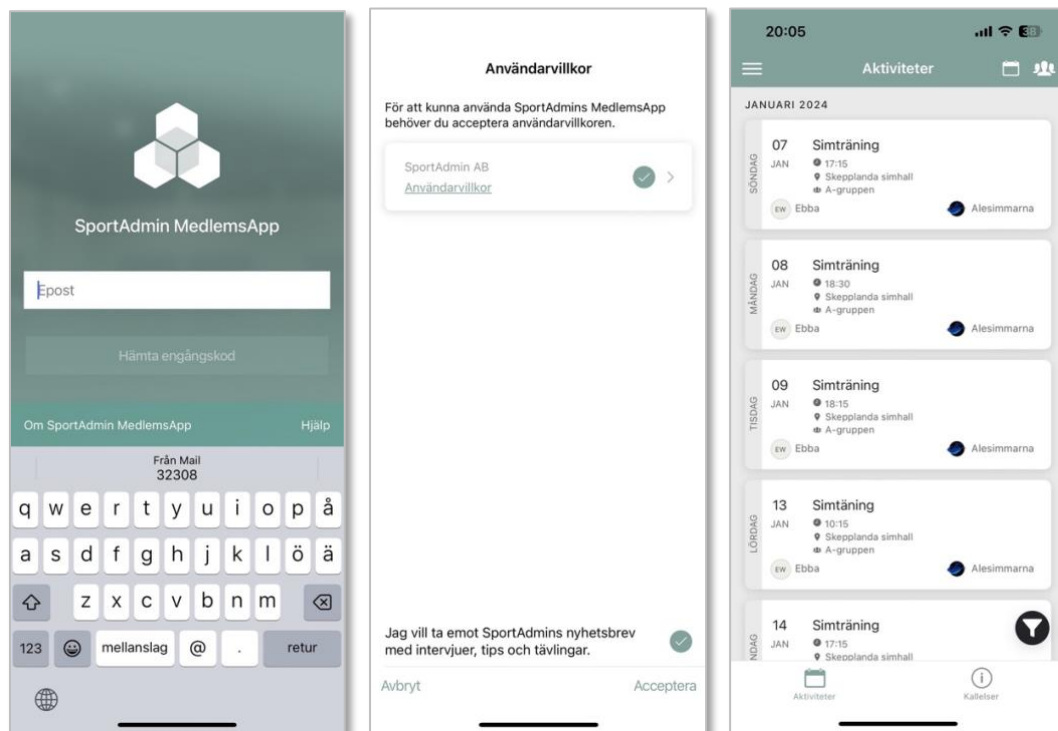 SportAdmin MedlemsApp
Epost
Hämta engångskod
Om SportAdmin MedlemsApp Hjälp
Från Mail
32308
q w e r t y u i o p å
a s d f g h j k l ö ä
z x c v b n m
123 mellanslag @ . retur
Användarvillkor
För att kunna använda SportAdmins MedlemsApp
behöver du acceptera användarvillkoren.
SportAdmin AB
Användarvillkor
Jag vill ta emot SportAdmins nyhetsbrev
med intervjuer, tips och tävlingar.
Avbryt Acceptera
20:05 38
Aktiviteter
JANUARI 2024
SÖNDAG
07 Simträning
JAN 17:15
Skepplanda simhall
A-gruppen
EW Ebba Alesimmarna
MÅNDAG
08 Simträning
JAN 18:30
Skepplanda simhall
A-gruppen
EW Ebba Alesimmarna
TISDAG
09 Simträning
JAN 18:15
Skepplanda simhall
A-gruppen
EW Ebba Alesimmarna
LÖRDAG
13 Simtäning
JAN 10:15
Skepplanda simhall
A-gruppen
EW Ebba Alesimmarna
14 Simträning
JAN 17:15
Skepplanda simhall
Aktiviteter Kallelser